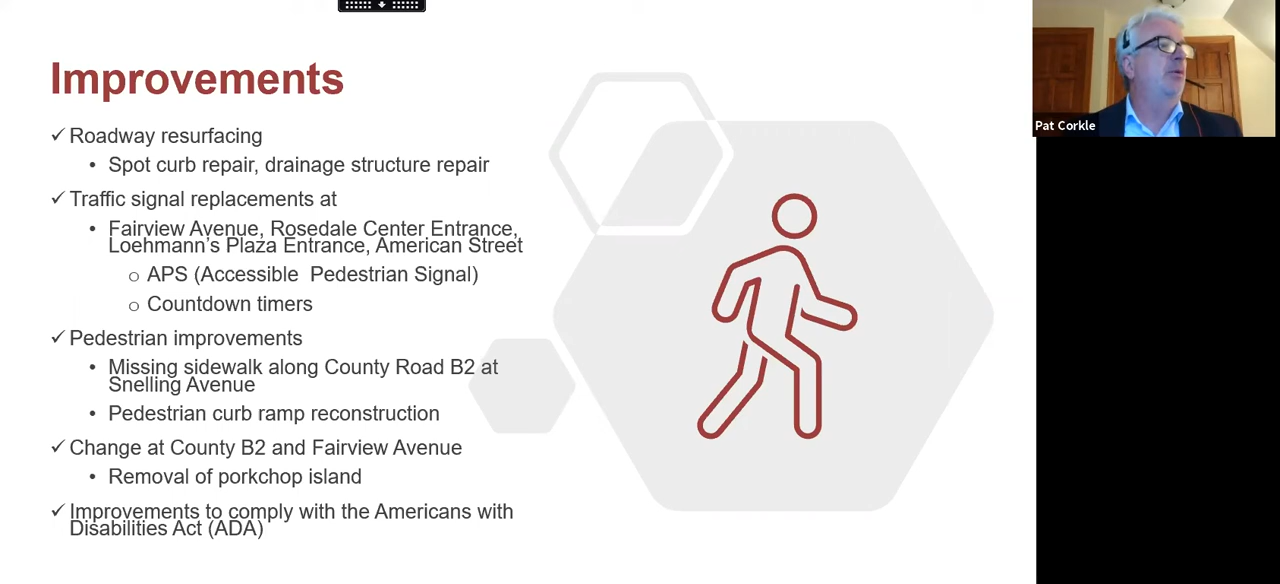 Improvements
✓ Roadway resurfacing
• Spot curb repair, drainage structure repair
✓ Traffic signal replacements at
• Fairview Avenue, Rosedale Center Entrance,
Loehmann's Plaza Entrance, American Street
o APS (Accessible Pedestrian Signal)
o Countdown timers
✓ Pedestrian improvements
• Missing sidewalk along County Road B2 at
Snelling Avenue
• Pedestrian curb ramp reconstruction
✓ Change at County B2 and Fairview Avenue
• Removal of porkchop island
✓ Improvements to comply with the Americans with
Disabilities Act (ADA)
Pat Corkle